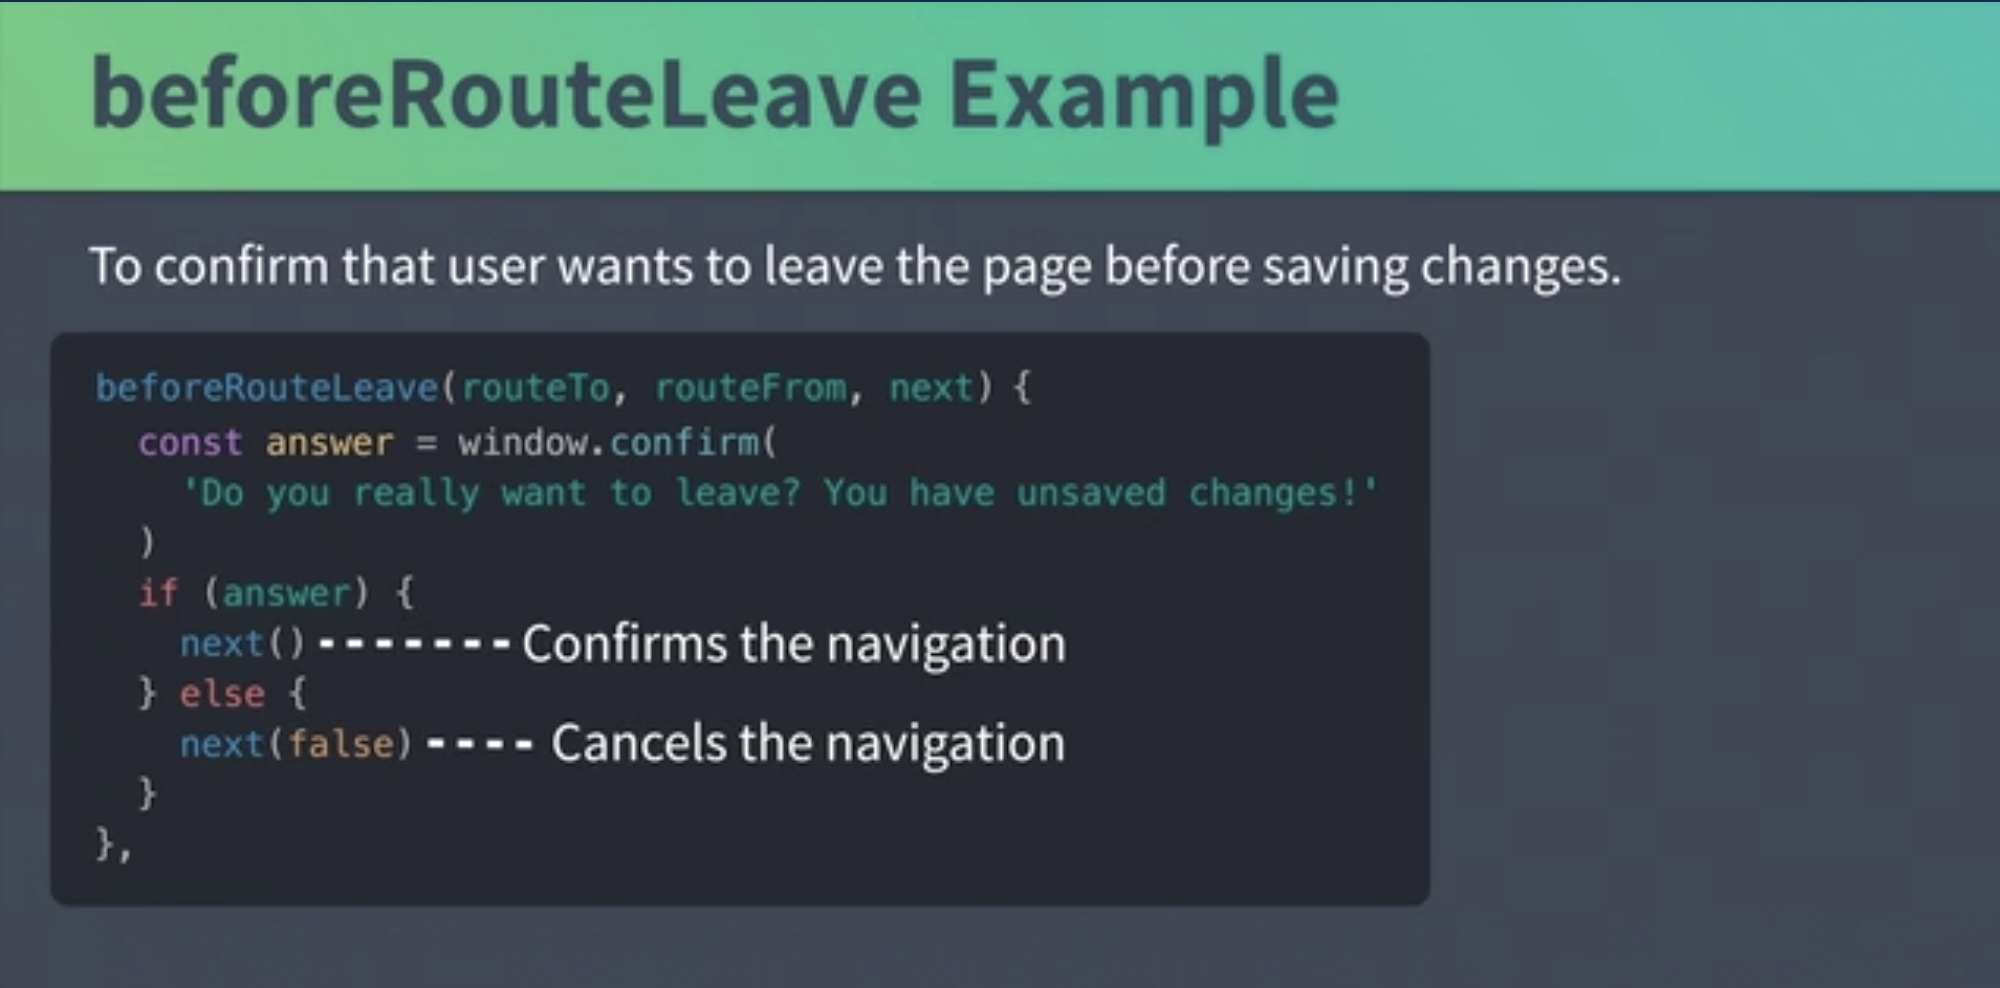 beforeRouteLeave Example
To confirm that user wants to leave the page before saving changes.
beforeRouteLeave(routeTo, routeFrom, next) {
  const answer = window.confirm(
    'Do you really want to leave? You have unsaved changes!'
  )
  if (answer) {
    next() ------- Confirms the navigation
  } else {
    next(false) ---- Cancels the navigation
  }
},